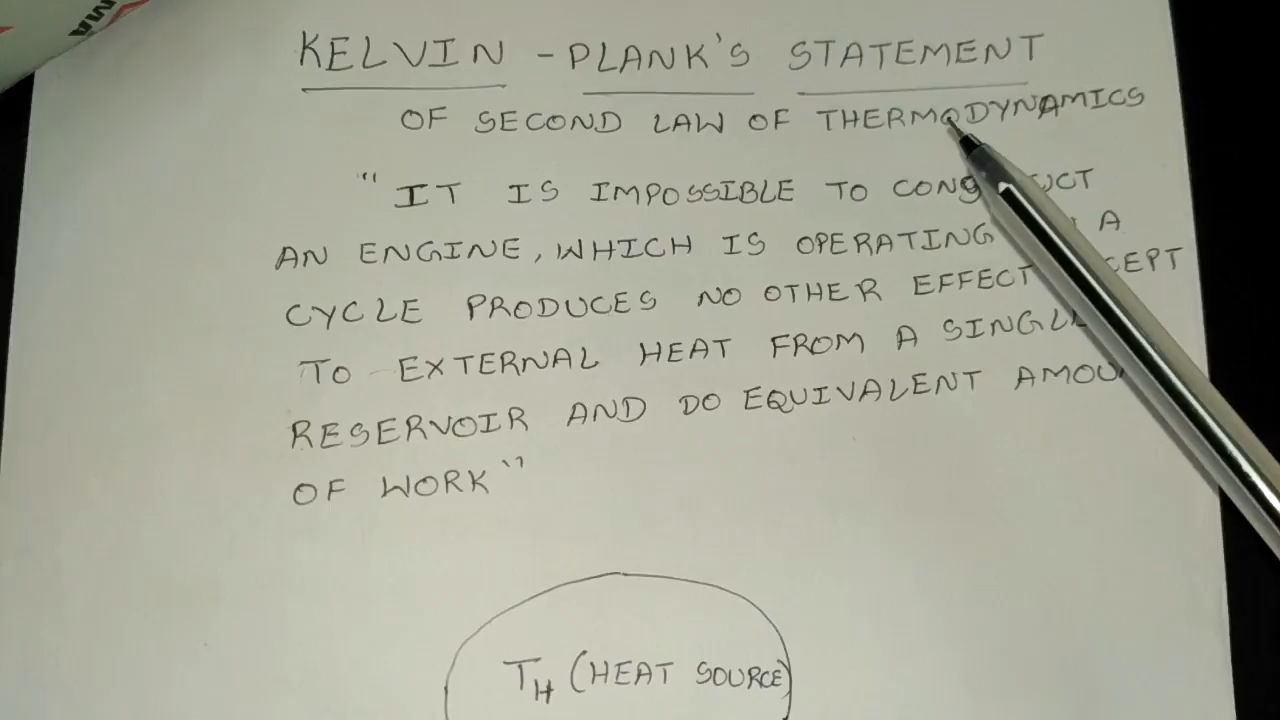 MA
KELVIN - PLANK'S STATEMENT
OF SECOND LAW OF THERMODYNAMICS
"IT IS IMPOSSIBLE TO
AN ENGINE, WHICH IS OPERATING A
CYCLE PRODUCES NO OTHER EFFECT
TO EXTERNAL HEAT FROM A
RESERVOIR AND DO EQUIVALENT
OF WORK"
TH (HEAT SOURCE)